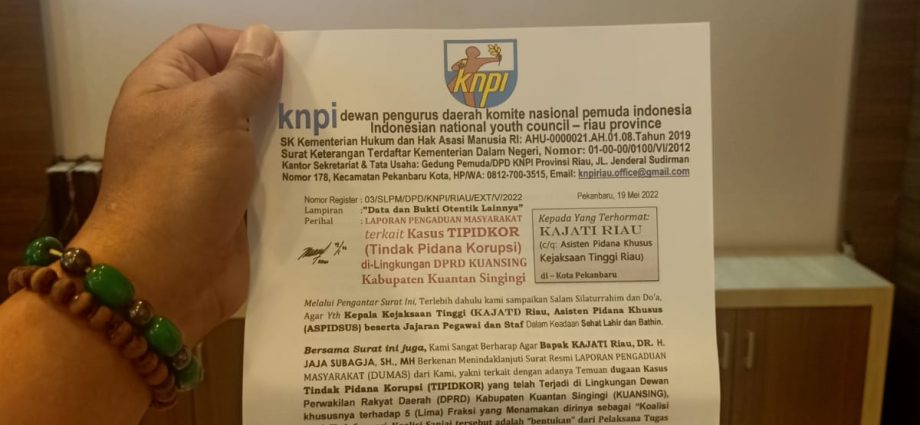 knpi
knpi dewan pengurus daerah komite nasional pemuda indonesia
Indonesian national youth council – riau province
SK Kementerian Hukum dan Hak Asasi Manusia RI: AHU-0000021.AH.01.08.Tahun 2019
Surat Keterangan Terdaftar Kementerian Dalam Negeri, Nomor: 01-00-00/0100/VI/2012
Kantor Sekretariat & Tata Usaha: Gedung Pemuda/DPD KNPI Provinsi Riau, JL. Jenderal Sudirman
Nomor 178, Kecamatan Pekanbaru Kota, HP/WA: 0812-700-3515, Email: knpiriau.office@gmail.com
Nomor Register : 03/SLPM/DPD/KNPI/RIAU/EXT/V/2022
Pekanbaru, 19 Mei 2022
Lampiran : "Data dan Bukti Otentik Lainnya"
Perihal : LAPORAN PENGADUAN MASYARAKAT
terkait Kasus TIPIDKOR
(Tindak Pidana Korupsi)
di-Lingkungan DPRD KUANSING
Kabupaten Kuantan Singingi
Kepada Yang Terhormat:
KAJATI RIAU
(c/q: Asisten Pidana Khusus
Kejaksaan Tinggi Riau)
di – Kota Pekanbaru
Melalui Pengantar Surat Ini, Terlebih dahulu kami sampaikan Salam Silaturrahim dan Do'a,
Agar Yth Kepala Kejaksaan Tinggi (KAJATI) Riau, Asisten Pidana Khusus
(ASPIDSUS) beserta Jajaran Pegawai dan Staf Dalam Keadaan Sehat Lahir dan Bathin.
Bersama Surat ini juga, Kami Sangat Berharap Agar Bapak KAJATI Riau, DR. H.
JAJA SUBAGJA, SH., MH Berkenan Menindaklanjuti Surat Resmi LAPORAN PENGADUAN
MASYARAKAT (DUMAS) dari Kami, yakni terkait dengan adanya Temuan dugaan Kasus
Tindak Pidana Korupsi (TIPIDKOR) yang telah Terjadi di Lingkungan Dewan
Perwakilan Rakyat Daerah (DPRD) Kabupaten Kuantan Singingi (KUANSING),
khususnya terhadap 5 (Lima) Fraksi yang Menamakan dirinya sebagai "Koalisi
Koalisi Sanjai tersebut adalah "bentukan" dari Pelaksana Tugas